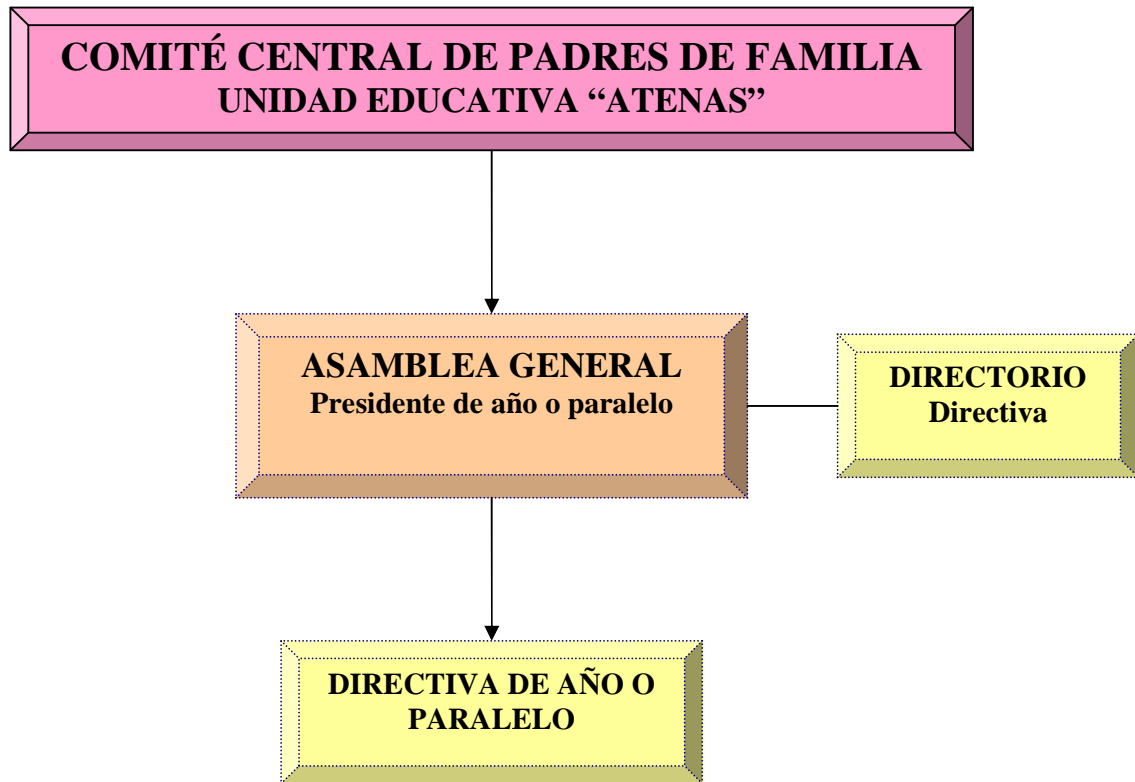 COMITÉ CENTRAL DE PADRES DE FAMILIA
UNIDAD EDUCATIVA “ATENAS”
ASAMBLEA GENERAL
Presidente de año o paralelo
DIRECTORIO
Directiva
DIRECTIVA DE AÑO O
PARALELO